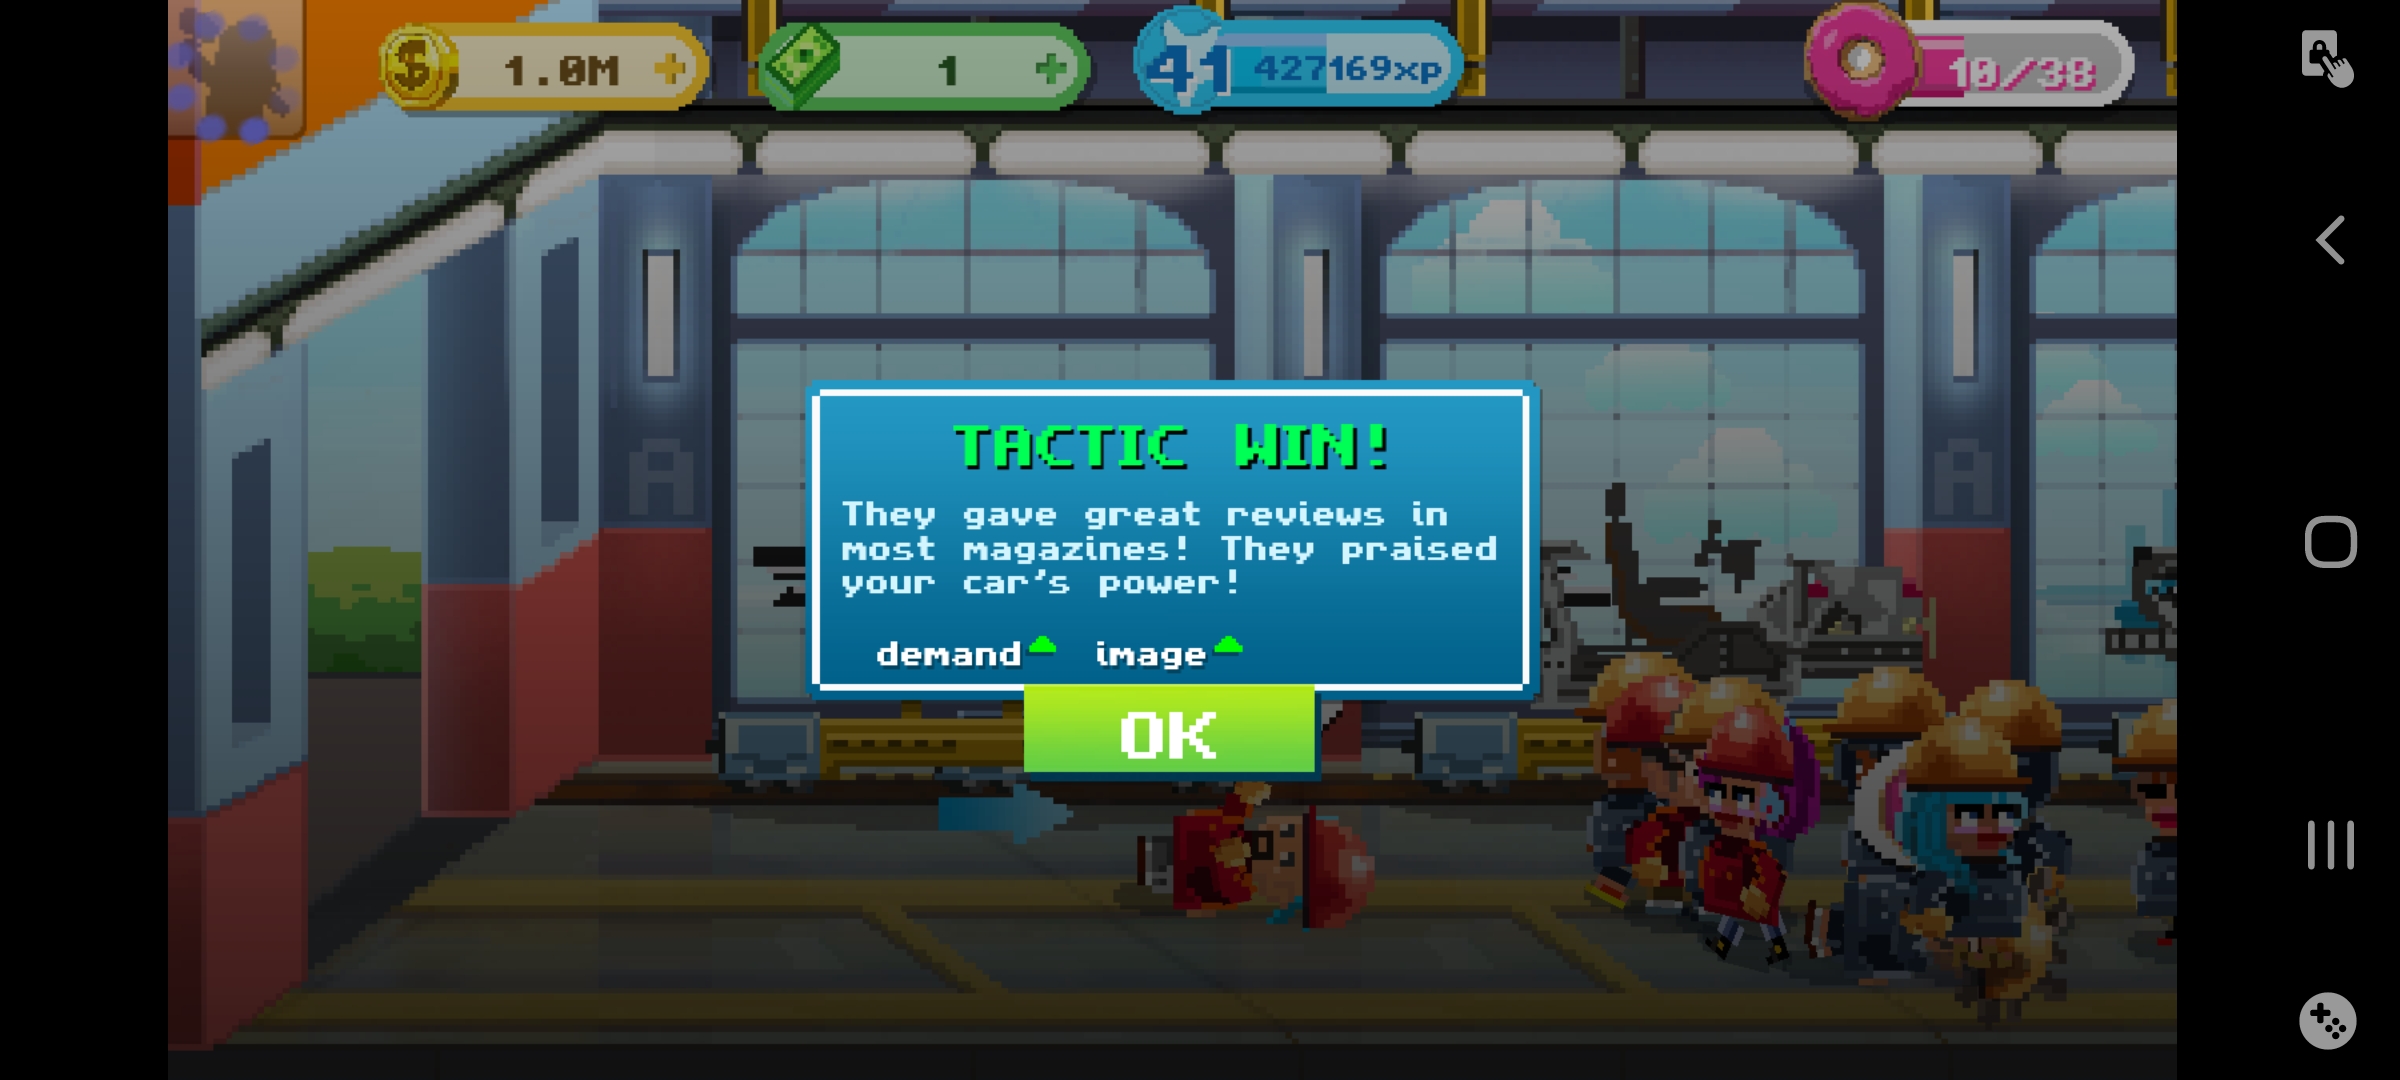 1.0M
1
41 427169xp
10/38
A
A
TACTIC WIN!
They gave great reviews in
most magazines! They praised
your car's power!
demand image
OK